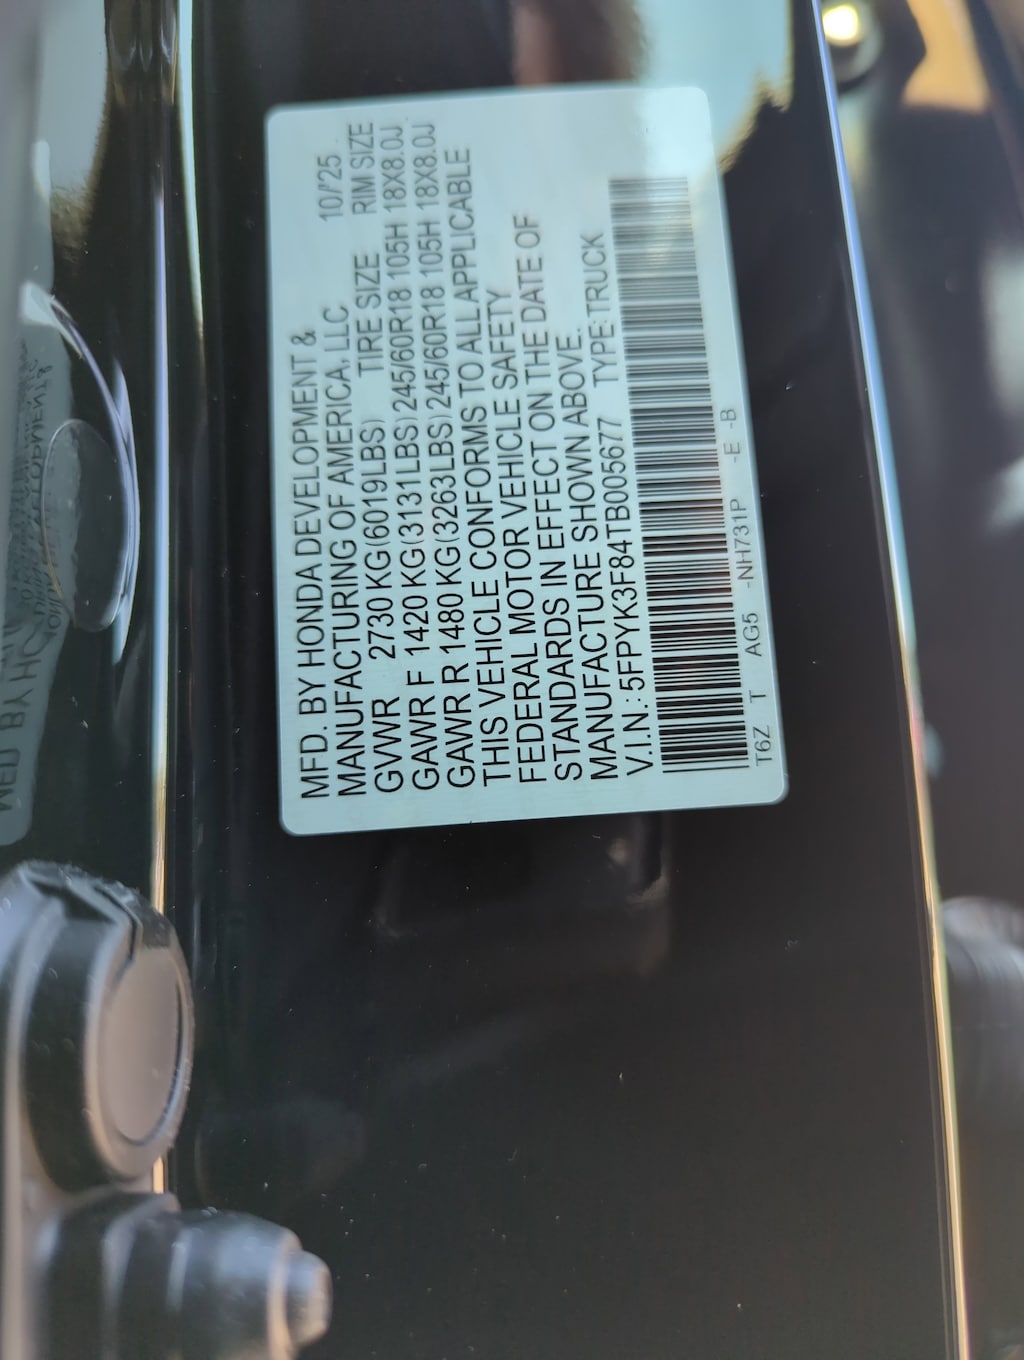 MFD. BY HONDA DEVELOPMENT &
MANUFACTURING OF AMERICA, LLC 10/'25
GVWR 2730 KG(6019LBS) TIRE SIZE RIM SIZE
GAWR F 1420 KG(3131LBS) 245/60R18 105H 18X8.0J
GAWR R 1480 KG(3263LBS) 245/60R18 105H 18X8.0J
THIS VEHICLE CONFORMS TO ALL APPLICABLE
FEDERAL MOTOR VEHICLE SAFETY
STANDARDS IN EFFECT ON THE DATE OF
MANUFACTURE SHOWN ABOVE.
V.I.N.:5FPYK3F84TB005677 TYPE:TRUCK
T6Z T AG5 -NH731P -E -B